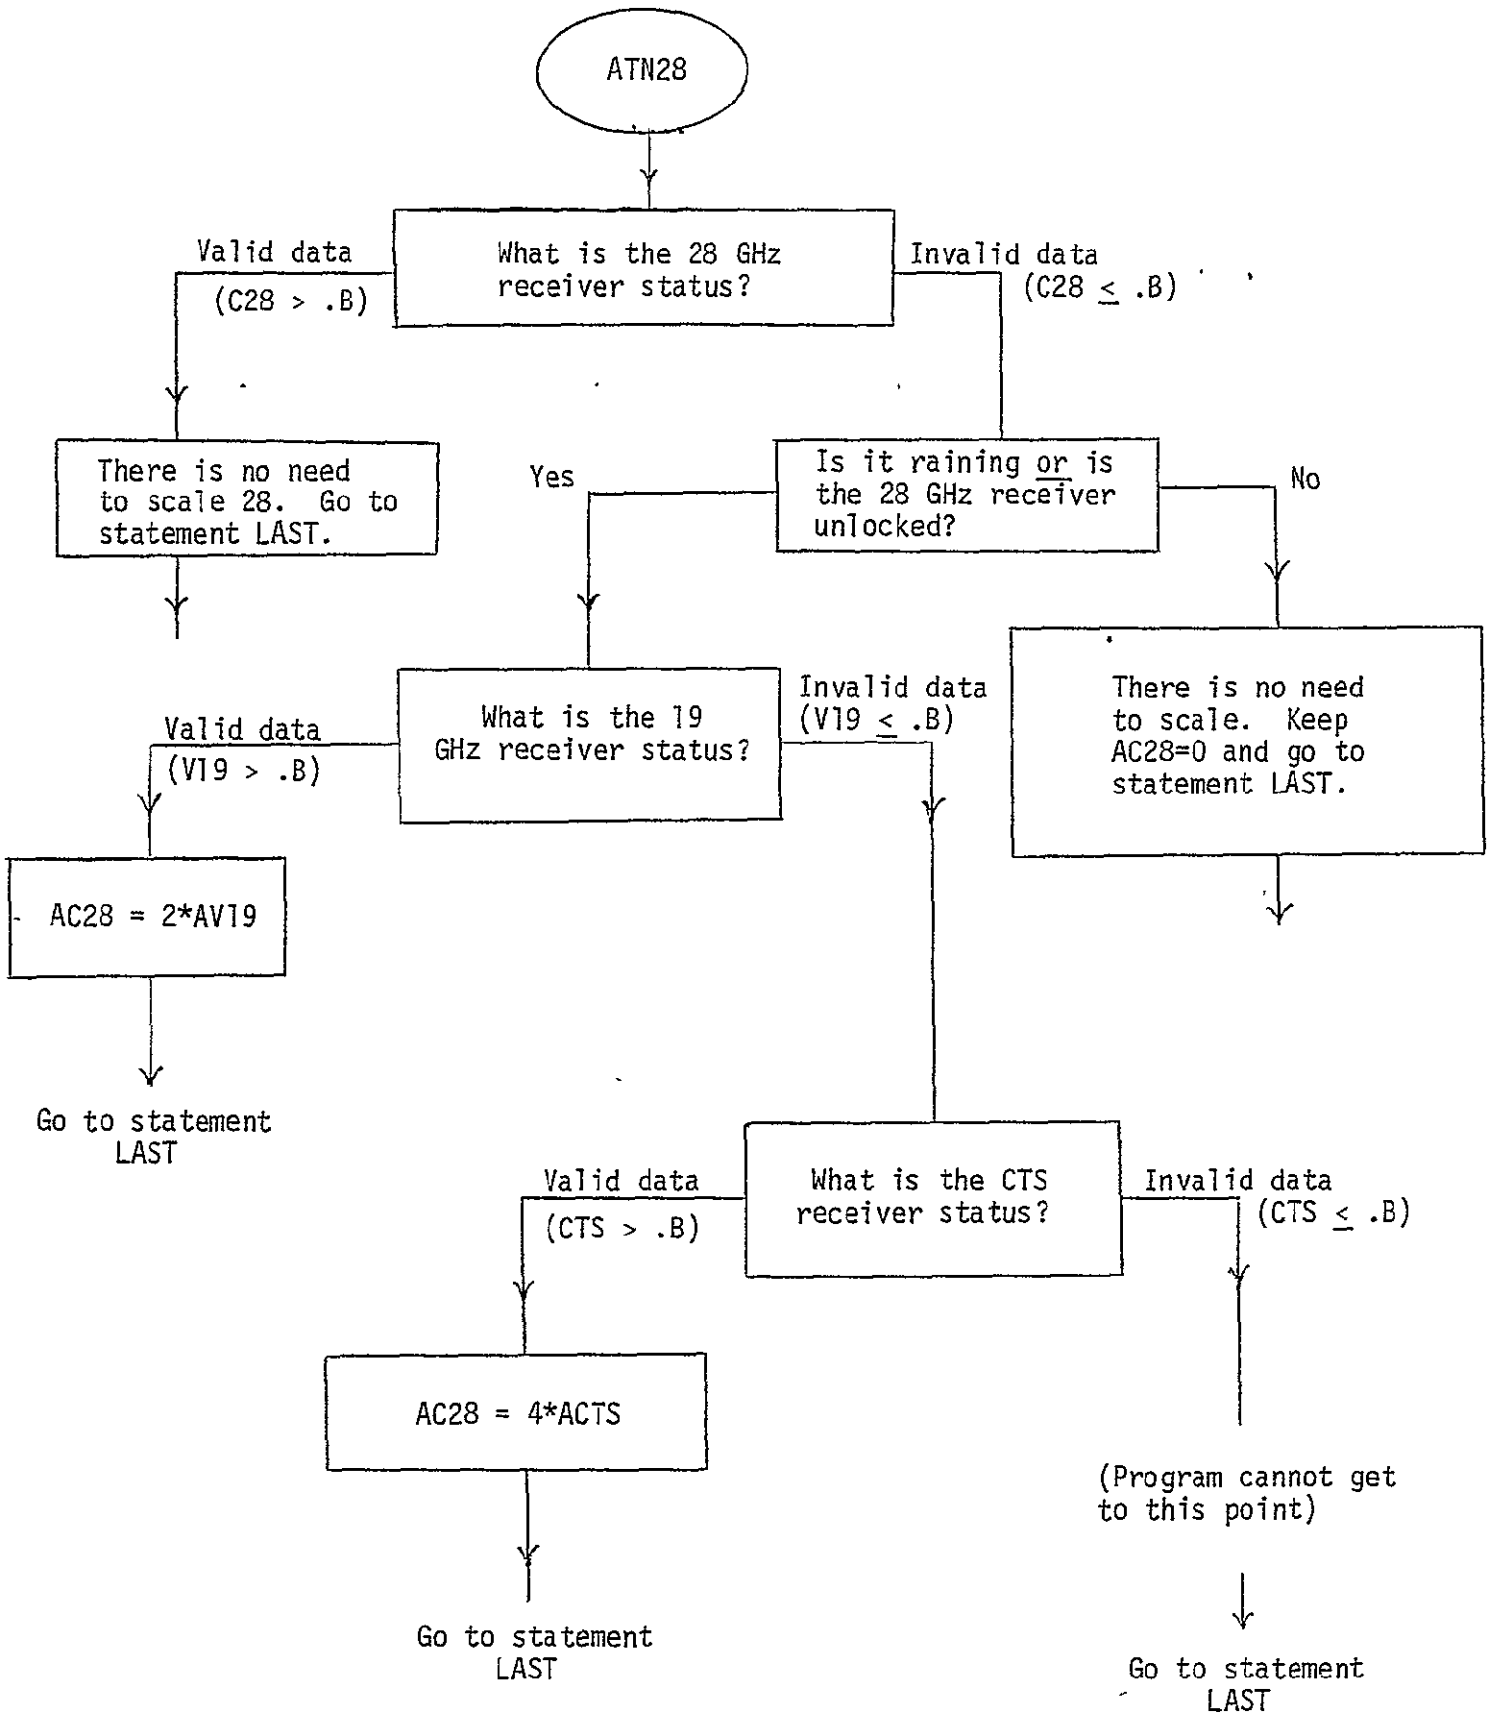 ATN28
What is the 28 GHz
receiver status?
Valid data
(C28 > .B)
Invalid data
(C28 ≤ .B)
There is no need
to scale 28. Go to
statement LAST.
Is it raining or is
the 28 GHz receiver
unlocked?
Yes
No
What is the 19
GHz receiver status?
Valid data
(V19 > .B)
Invalid data
(V19 ≤ .B)
There is no need
to scale. Keep
AC28=0 and go to
statement LAST.
AC28 = 2*AV19
Go to statement
LAST
What is the CTS
receiver status?
Valid data
(CTS > .B)
Invalid data
(CTS ≤ .B)
AC28 = 4*ACTS
(Program cannot get
to this point)
Go to statement
LAST
Go to statement
LAST